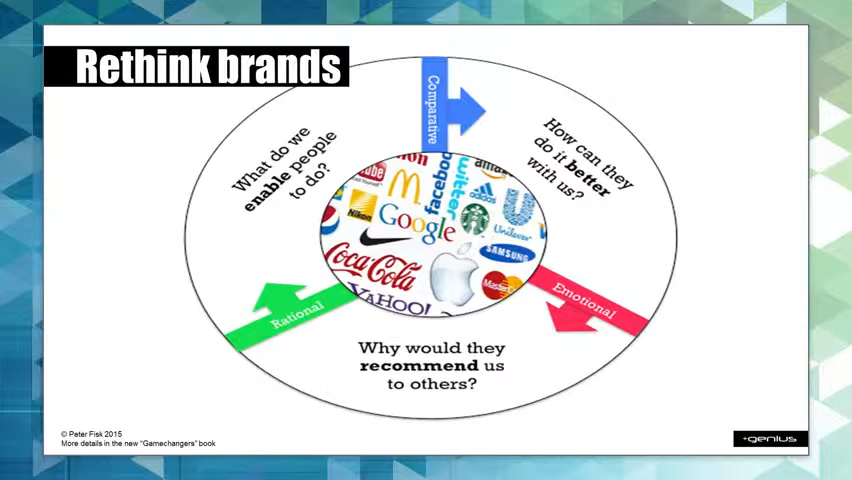 Rethink brands
Comparative
What do we
enable people
to do?
How can they
do it better
with us?
facebook
twitter
adidas
Nikon
Google
Unilever
SAMSUNG
Coca-Cola
YAHOO!
Rational
Emotional
Why would they
recommend us
to others?
© Peter Fisk 2015
More details in the new "Gamechangers" book
+genius